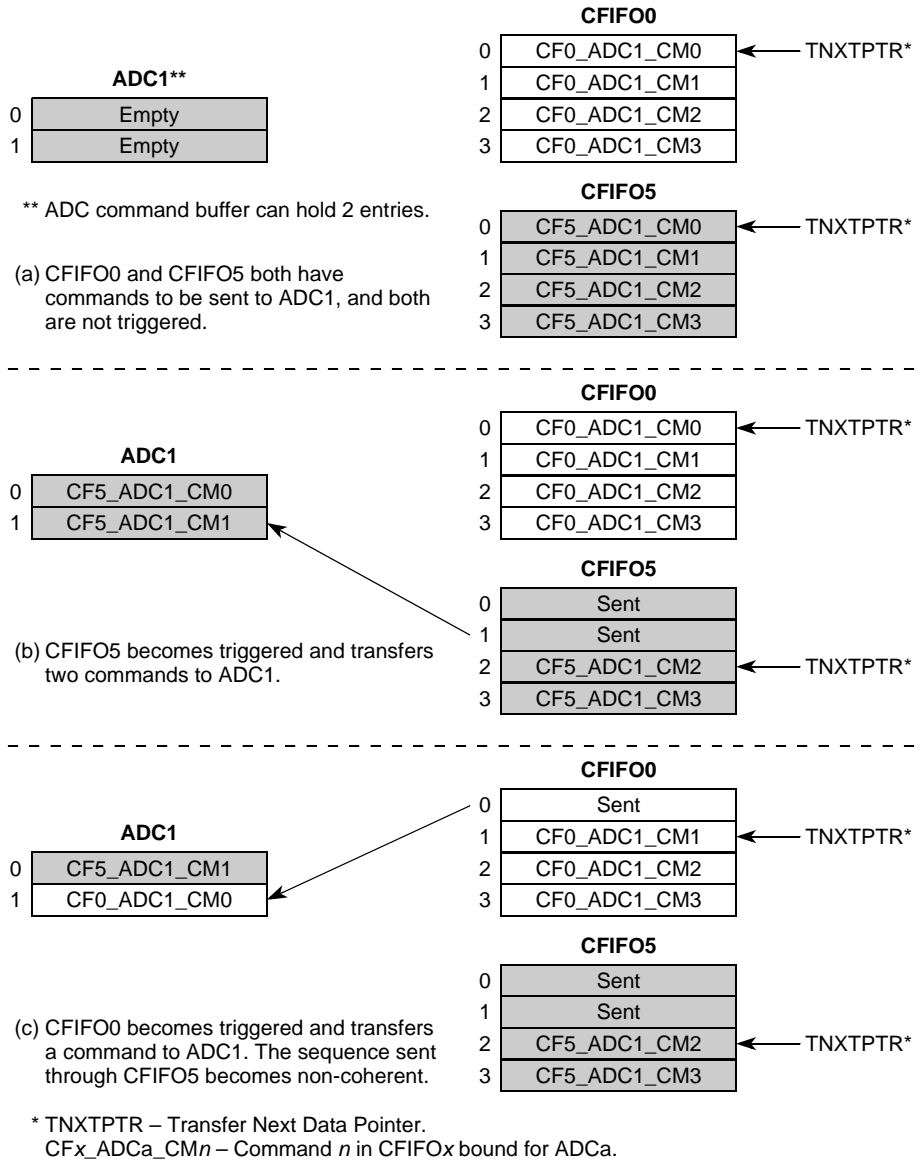 CFIFO0
0 CF0_ADC1_CM0 TNXTPTR*
ADC1**
1 CF0_ADC1_CM1
0 Empty
2 CF0_ADC1_CM2
1 Empty
3 CF0_ADC1_CM3
CFIFO5
** ADC command buffer can hold 2 entries.
0 CF5_ADC1_CM0 TNXTPTR*
1 CF5_ADC1_CM1
2 CF5_ADC1_CM2
3 CF5_ADC1_CM3
(a) CFIFO0 and CFIFO5 both have
commands to be sent to ADC1, and both
are not triggered.
CFIFO0
0 CF0_ADC1_CM0 TNXTPTR*
ADC1
1 CF0_ADC1_CM1
0 CF5_ADC1_CM0
2 CF0_ADC1_CM2
1 CF5_ADC1_CM1
3 CF0_ADC1_CM3
CFIFO5
0 Sent
1 Sent
2 CF5_ADC1_CM2 TNXTPTR*
3 CF5_ADC1_CM3
(b) CFIFO5 becomes triggered and transfers
two commands to ADC1.
CFIFO0
0 Sent
ADC1
1 CF0_ADC1_CM1 TNXTPTR*
0 CF5_ADC1_CM1
2 CF0_ADC1_CM2
1 CF0_ADC1_CM0
3 CF0_ADC1_CM3
CFIFO5
0 Sent
1 Sent
2 CF5_ADC1_CM2 TNXTPTR*
3 CF5_ADC1_CM3
(c) CFIFO0 becomes triggered and transfers
a command to ADC1. The sequence sent
through CFIFO5 becomes non-coherent.
* TNXTPTR – Transfer Next Data Pointer.
CFx_ADCa_CMn – Command n in CFIFOx bound for ADCa.